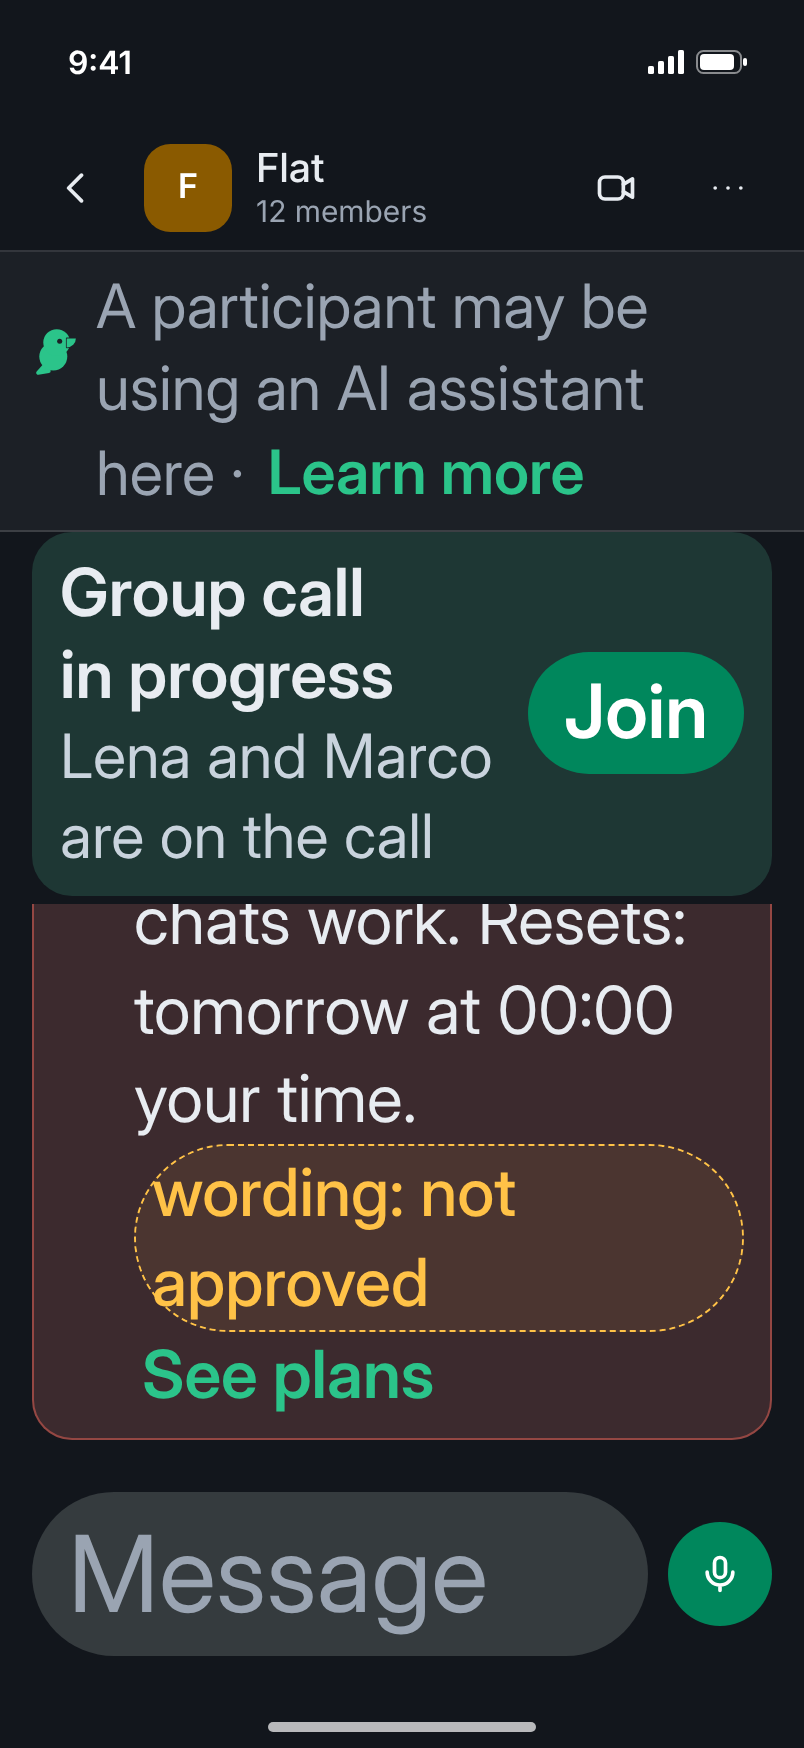 9:41
F
Flat
12 members
A participant may be
using an AI assistant
here · Learn more
Group call
in progress
Lena and Marco
are on the call
Join
chats work. Resets:
tomorrow at 00:00
your time.
wording: not
approved
See plans
Message